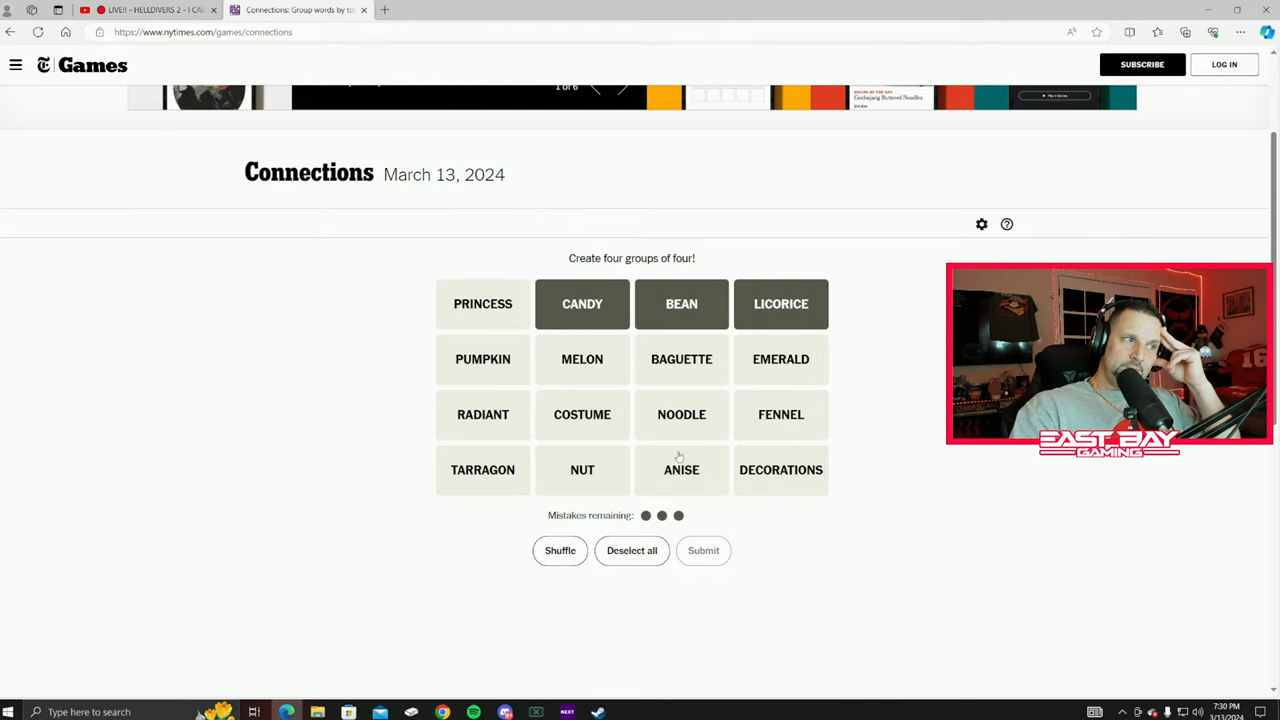 LIVE!! - HELLDIVERS 2 - I CAV
Connections: Group words by to
https://www.nytimes.com/games/connections
Games
SUBSCRIBE
LOG IN
1 of 6
Gochujang Buttered Noodles
Connections March 13, 2024
Create four groups of four!
PRINCESS CANDY BEAN LICORICE
PUMPKIN MELON BAGUETTE EMERALD
RADIANT COSTUME NOODLE FENNEL
TARRAGON NUT ANISE DECORATIONS
Mistakes remaining:
Shuffle Deselect all Submit
EAST BAY
GAMING
Type here to search
NZXT
7:30 PM
3/13/2024